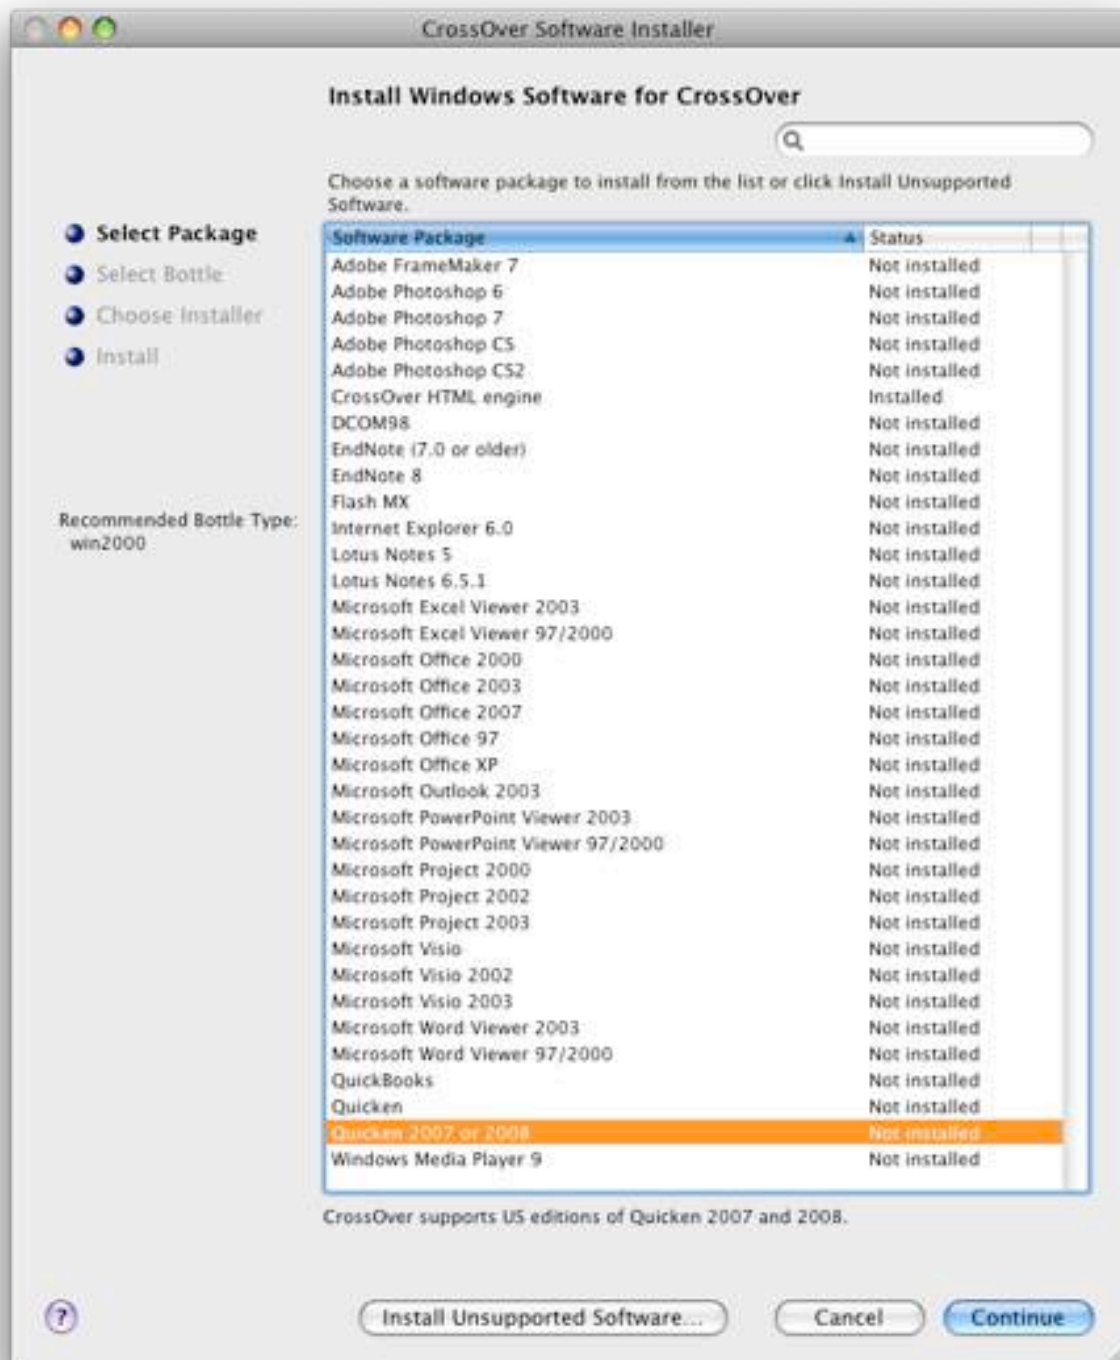 CrossOver Software Installer
Install Windows Software for CrossOver
Choose a software package to install from the list or click Install Unsupported
Software.
Select Package
Select Bottle
Choose Installer
Install
Recommended Bottle Type:
win2000
Software Package Status
Adobe FrameMaker 7 Not installed
Adobe Photoshop 6 Not installed
Adobe Photoshop 7 Not installed
Adobe Photoshop CS Not installed
Adobe Photoshop CS2 Not installed
CrossOver HTML engine Installed
DCOM98 Not installed
EndNote (7.0 or older) Not installed
EndNote 8 Not installed
Flash MX Not installed
Internet Explorer 6.0 Not installed
Lotus Notes 5 Not installed
Lotus Notes 6.5.1 Not installed
Microsoft Excel Viewer 2003 Not installed
Microsoft Excel Viewer 97/2000 Not installed
Microsoft Office 2000 Not installed
Microsoft Office 2003 Not installed
Microsoft Office 2007 Not installed
Microsoft Office 97 Not installed
Microsoft Office XP Not installed
Microsoft Outlook 2003 Not installed
Microsoft PowerPoint Viewer 2003 Not installed
Microsoft PowerPoint Viewer 97/2000 Not installed
Microsoft Project 2000 Not installed
Microsoft Project 2002 Not installed
Microsoft Project 2003 Not installed
Microsoft Visio Not installed
Microsoft Visio 2002 Not installed
Microsoft Visio 2003 Not installed
Microsoft Word Viewer 2003 Not installed
Microsoft Word Viewer 97/2000 Not installed
QuickBooks Not installed
Quicken Not installed
Quicken 2007 or 2008 Not installed
Windows Media Player 9 Not installed
CrossOver supports US editions of Quicken 2007 and 2008.
? Install Unsupported Software... Cancel Continue